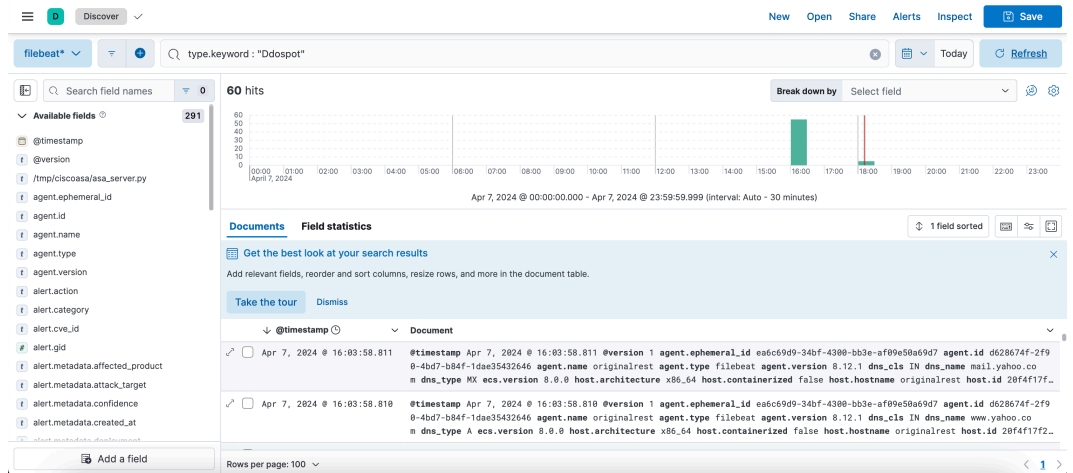 D Discover New Open Share Alerts Inspect Save
filebeat* type.keyword : "Ddospot" Today Refresh
Search field names 0
60 hits
Break down by Select field
Available fields 291
@timestamp
@version
/tmp/ciscoasa/asa_server.py
agent.ephemeral_id
agent.id
agent.name
agent.type
agent.version
alert.action
alert.category
alert.cve_id
alert.gid
alert.metadata.affected_product
alert.metadata.attack_target
alert.metadata.confidence
alert.metadata.created_at
alert.metadata.deployment
Add a field
60
50
40
30
20
10
0
00:00 01:00 02:00 03:00 04:00 05:00 06:00 07:00 08:00 09:00 10:00 11:00 12:00 13:00 14:00 15:00 16:00 17:00 18:00 19:00 20:00 21:00 22:00 23:00
April 7, 2024
Apr 7, 2024 @ 00:00:00.000 - Apr 7, 2024 @ 23:59:59.999 (interval: Auto - 30 minutes)
Documents Field statistics 1 field sorted
Get the best look at your search results
Add relevant fields, reorder and sort columns, resize rows, and more in the document table.
Take the tour Dismiss
@timestamp Document
Apr 7, 2024 @ 16:03:58.811 @timestamp Apr 7, 2024 @ 16:03:58.811 @version 1 agent.ephemeral_id ea6c69d9-34bf-4300-bb3e-af09e50a69d7 agent.id d628674f-2f9
0-4bd7-b84f-1dae35432646 agent.name originalrest agent.type filebeat agent.version 8.12.1 dns_cls IN dns_name mail.yahoo.co
m dns_type MX ecs.version 8.0.0 host.architecture x86_64 host.containerized false host.hostname originalrest host.id 20f4f17f…
Apr 7, 2024 @ 16:03:58.810 @timestamp Apr 7, 2024 @ 16:03:58.810 @version 1 agent.ephemeral_id ea6c69d9-34bf-4300-bb3e-af09e50a69d7 agent.id d628674f-2f9
0-4bd7-b84f-1dae35432646 agent.name originalrest agent.type filebeat agent.version 8.12.1 dns_cls IN dns_name www.yahoo.co
m dns_type A ecs.version 8.0.0 host.architecture x86_64 host.containerized false host.hostname originalrest host.id 20f4f17f2…
Rows per page: 100 1